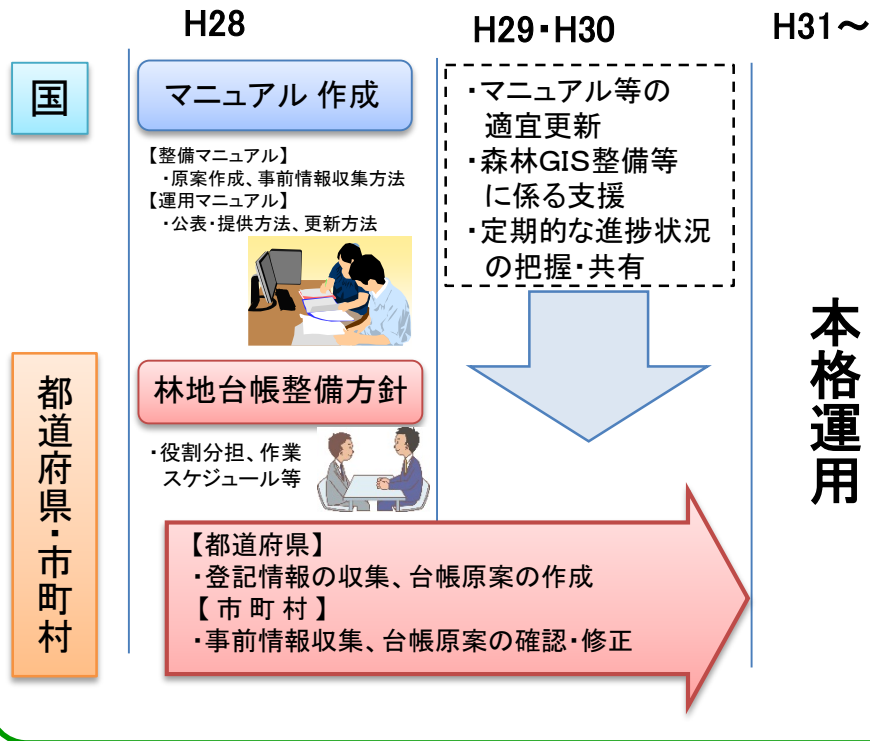 H28
H29・H30
H31～
国
マニュアル 作成
【整備マニュアル】
・原案作成、事前情報収集方法
【運用マニュアル】
・公表・提供方法、更新方法
・マニュアル等の
適宜更新
・森林GIS整備等
に係る支援
・定期的な進捗状況
の把握・共有
都道府県・市町村
林地台帳整備方針
・役割分担、作業
スケジュール等
【都道府県】
・登記情報の収集、台帳原案の作成
【 市 町 村 】
・事前情報収集、台帳原案の確認・修正
本格運用